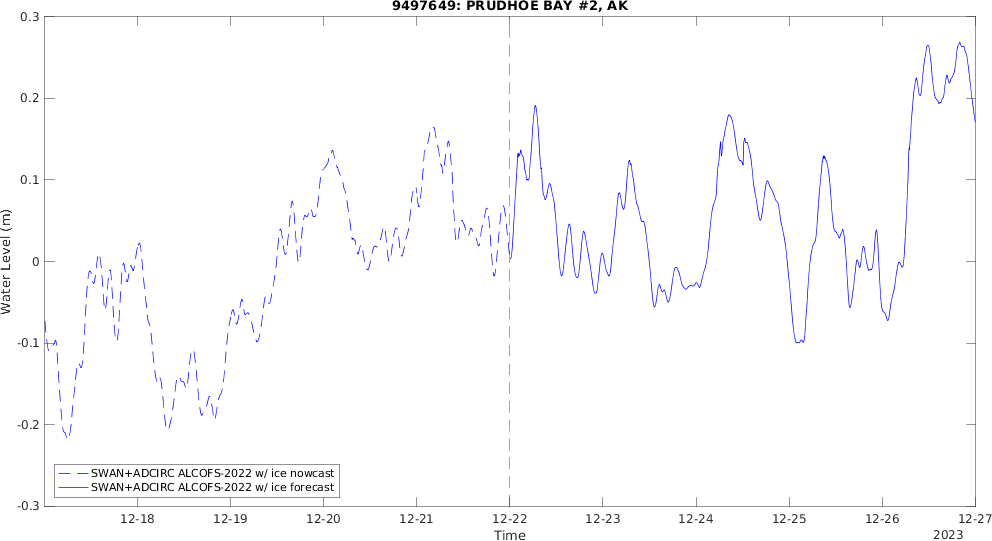 9497649: PRUDHOE BAY #2, AK
0.3
0.2
0.1
0
-0.1
-0.2
-0.3
Water Level (m)
SWAN+ADCIRC ALCOFS-2022 w/ ice nowcast
SWAN+ADCIRC ALCOFS-2022 w/ ice forecast
12-18 12-19 12-20 12-21 12-22 12-23 12-24 12-25 12-26 12-27
Time
2023